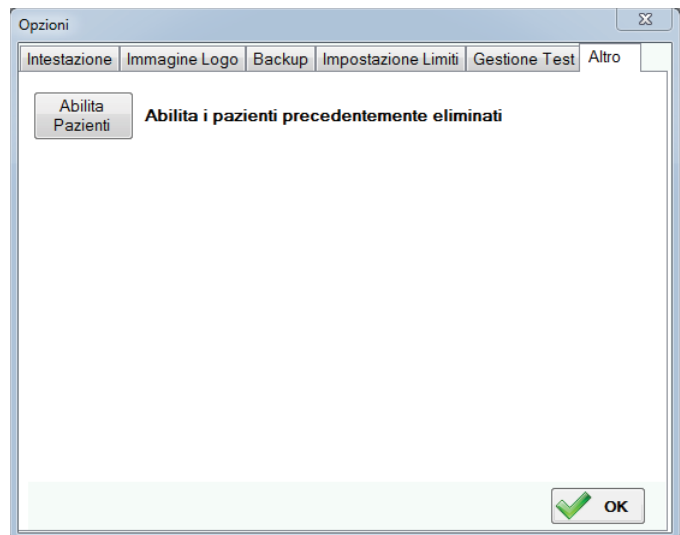 Opzioni
Intestazione Immagine Logo Backup Impostazione Limiti Gestione Test Altro
Abilita
Pazienti
Abilita i pazienti precedentemente eliminati
OK